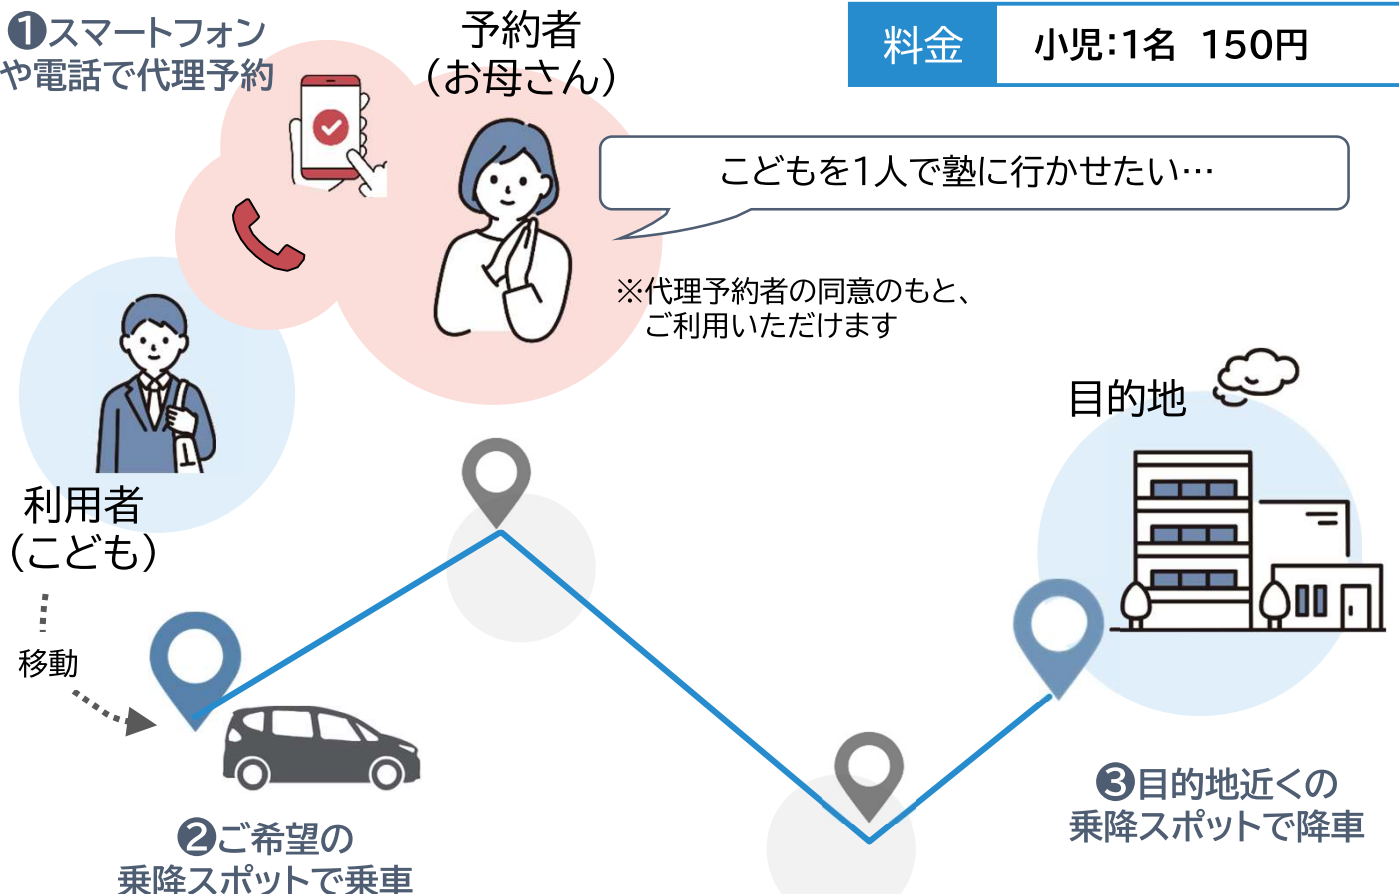 ❶スマートフォン
や電話で代理予約
予約者
（お母さん）
料金
小児：1名 150円
こどもを1人で塾に行かせたい…
※代理予約者の同意のもと、
ご利用いただけます
利用者
（こども）
移動
目的地
❷ご希望の
乗降スポットで乗車
❸目的地近くの
乗降スポットで降車